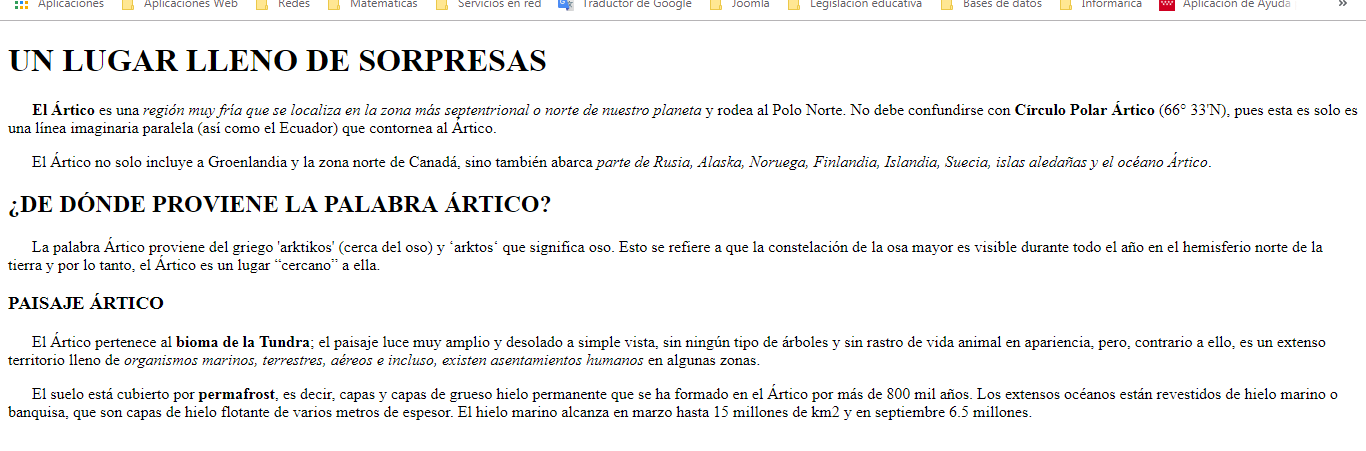 Aplicaciones Aplicaciones Web Redes Matemáticas Servicios en red Traductor de Google Joomla Legislación educativa Bases de datos Informática Aplicación de Ayuda »
UN LUGAR LLENO DE SORPRESAS
El Ártico es una región muy fría que se localiza en la zona más septentrional o norte de nuestro planeta y rodea al Polo Norte. No debe confundirse con Círculo Polar Ártico (66° 33'N), pues esta es solo es
una línea imaginaria paralela (así como el Ecuador) que contornea al Ártico.
El Ártico no solo incluye a Groenlandia y la zona norte de Canadá, sino también abarca parte de Rusia, Alaska, Noruega, Finlandia, Islandia, Suecia, islas aledañas y el océano Ártico.
¿DE DÓNDE PROVIENE LA PALABRA ÁRTICO?
La palabra Ártico proviene del griego 'arktikos' (cerca del oso) y ‘arktos‘ que significa oso. Esto se refiere a que la constelación de la osa mayor es visible durante todo el año en el hemisferio norte de la
tierra y por lo tanto, el Ártico es un lugar “cercano” a ella.
PAISAJE ÁRTICO
El Ártico pertenece al bioma de la Tundra; el paisaje luce muy amplio y desolado a simple vista, sin ningún tipo de árboles y sin rastro de vida animal en apariencia, pero, contrario a ello, es un extenso
territorio lleno de organismos marinos, terrestres, aéreos e incluso, existen asentamientos humanos en algunas zonas.
El suelo está cubierto por permafrost, es decir, capas y capas de grueso hielo permanente que se ha formado en el Ártico por más de 800 mil años. Los extensos océanos están revestidos de hielo marino o
banquisa, que son capas de hielo flotante de varios metros de espesor. El hielo marino alcanza en marzo hasta 15 millones de km2 y en septiembre 6.5 millones.